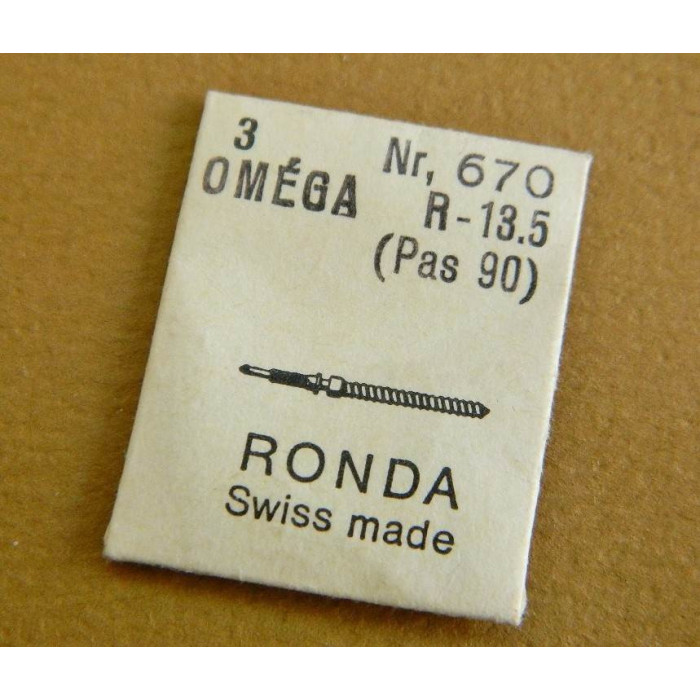 3 Nr, 670
OMÉGA R-13.5
(Pas 90)
RONDA
Swiss made